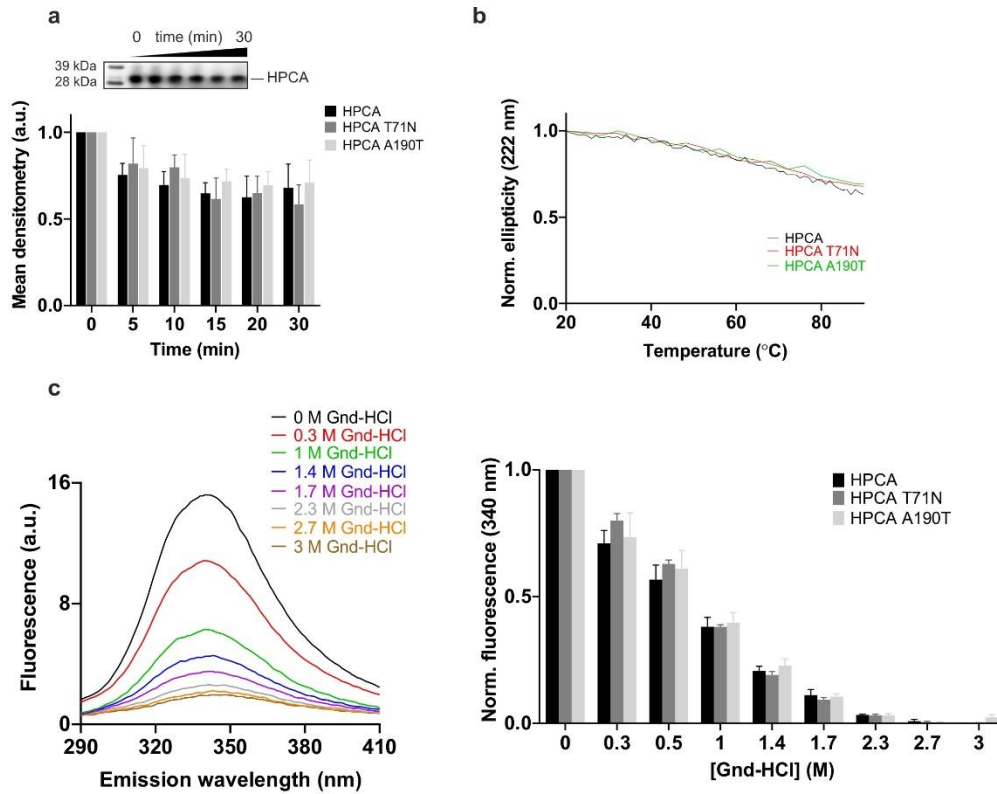 a
0 time (min) 30
39 kDa
28 kDa
HPCA
HPCA
HPCA T71N
HPCA A190T
Mean densitometry (a.u.)
1.0
0.5
0.0
0 5 10 15 20 30
Time (min)
b
Norm. ellipticity (222 nm)
1.0
0.5
0.0
HPCA
HPCA T71N
HPCA A190T
20 40 60 80
Temperature (°C)
c
0 M Gnd-HCl
0.3 M Gnd-HCl
1 M Gnd-HCl
1.4 M Gnd-HCl
1.7 M Gnd-HCl
2.3 M Gnd-HCl
2.7 M Gnd-HCl
3 M Gnd-HCl
Fluorescence (a.u.)
16
8
0
290 320 350 380 410
Emission wavelength (nm)
Norm. fluorescence (340 nm)
1.0
0.5
0.0
HPCA
HPCA T71N
HPCA A190T
0 0.3 0.5 1 1.4 1.7 2.3 2.7 3
[Gnd-HCl] (M)